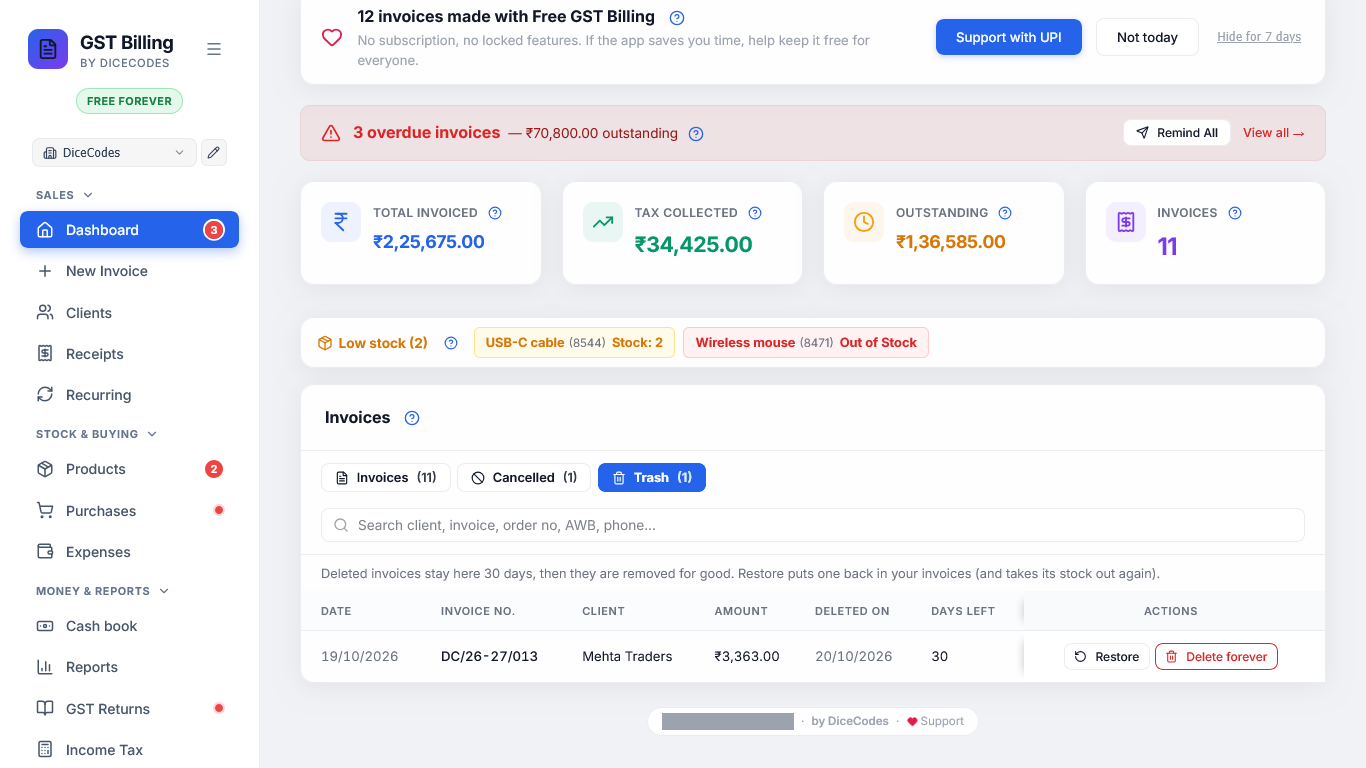 GST Billing
BY DICECODES
FREE FOREVER
DiceCodes
SALES
Dashboard 3
New Invoice
Clients
Receipts
Recurring
STOCK & BUYING
Products 2
Purchases
Expenses
MONEY & REPORTS
Cash book
Reports
GST Returns
Income Tax
12 invoices made with Free GST Billing
No subscription, no locked features. If the app saves you time, help keep it free for
everyone.
Support with UPI
Not today
Hide for 7 days
3 overdue invoices — ₹70,800.00 outstanding
Remind All
View all →
TOTAL INVOICED
₹2,25,675.00
TAX COLLECTED
₹34,425.00
OUTSTANDING
₹1,36,585.00
INVOICES
11
Low stock (2)
USB-C cable (8544) Stock: 2
Wireless mouse (8471) Out of Stock
Invoices
Invoices (11)
Cancelled (1)
Trash (1)
Search client, invoice, order no, AWB, phone...
Deleted invoices stay here 30 days, then they are removed for good. Restore puts one back in your invoices (and takes its stock out again).
DATE INVOICE NO. CLIENT AMOUNT DELETED ON DAYS LEFT ACTIONS
19/10/2026 DC/26-27/013 Mehta Traders ₹3,363.00 20/10/2026 30 Restore Delete forever
· by DiceCodes · Support